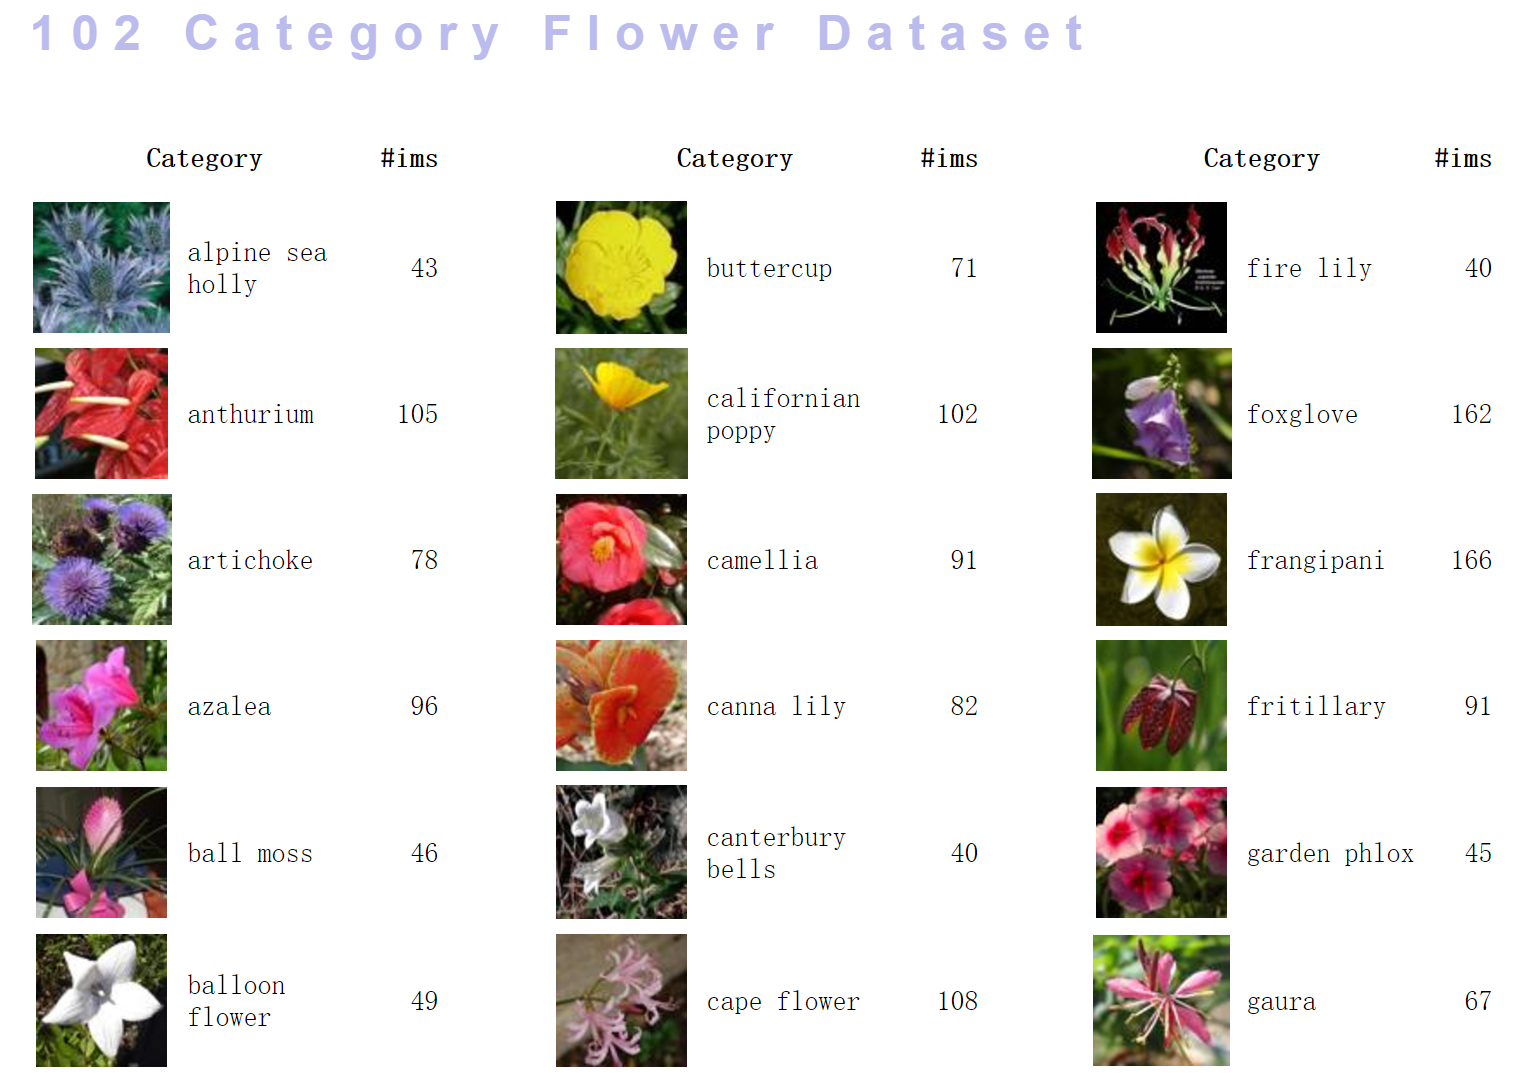 102 Category Flower Dataset
Category #ims Category #ims Category #ims
alpine sea
holly 43
buttercup 71
fire lily 40
anthurium 105
californian
poppy 102
foxglove 162
artichoke 78
camellia 91
frangipani 166
azalea 96
canna lily 82
fritillary 91
ball moss 46
canterbury
bells 40
garden phlox 45
balloon
flower 49
cape flower 108
gaura 67